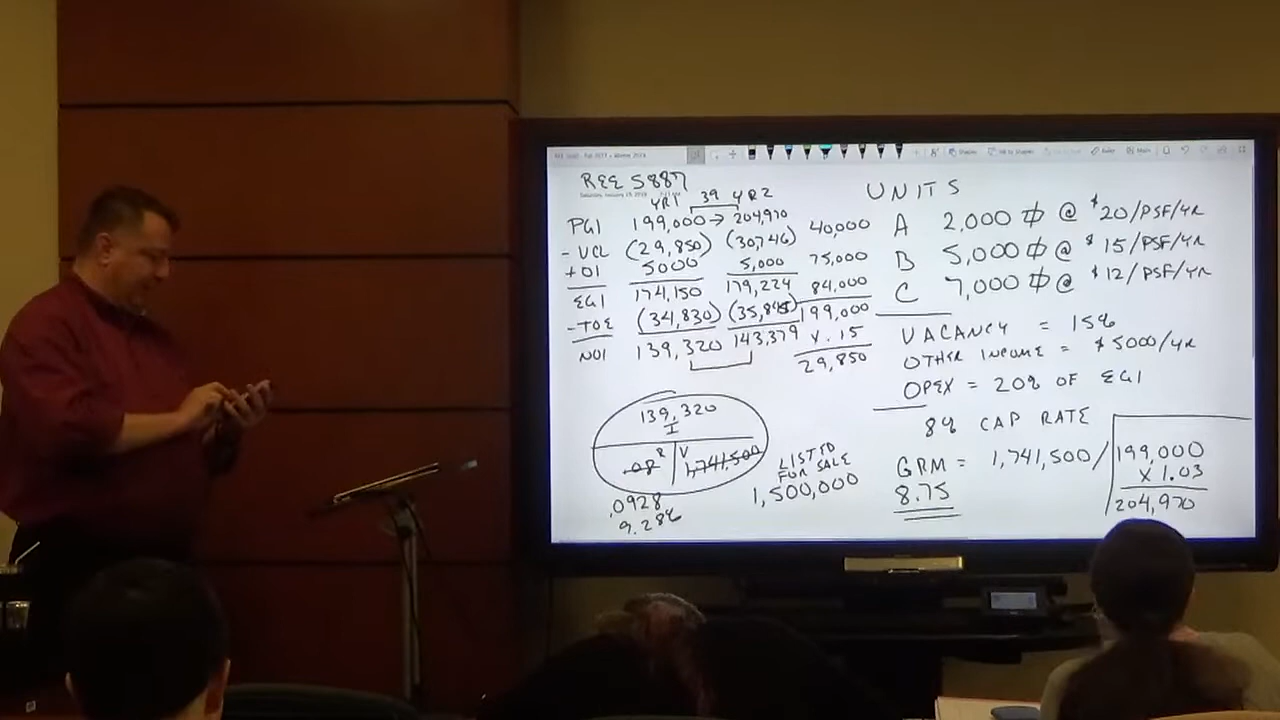 REE 5887
Saturday, January 19, 2019
YR1 39 YR2
PGI 199,000 → 204,970 40,000
- VCL (29,850) (30,746) 75,000
+ OI 5000 5,000 84,000
EGI 174,150 179,224 199,000
- TOE (34,830) (35,845) X .15
NOI 139,320 143,379 29,850
139,320
I
.08 R V 1,741,500
.0928
9.28%
LISTED
FOR SALE
1,500,000
UNITS
A 2,000 @ $20/PSF/YR
B 5,000 @ $15/PSF/YR
C 7,000 @ $12/PSF/YR
VACANCY = 15%
OTHER INCOME = $5000/YR
OPEX = 20% OF EGI
8% CAP RATE
GRM = 1,741,500/199,000
8.75
X 1.03
204,970